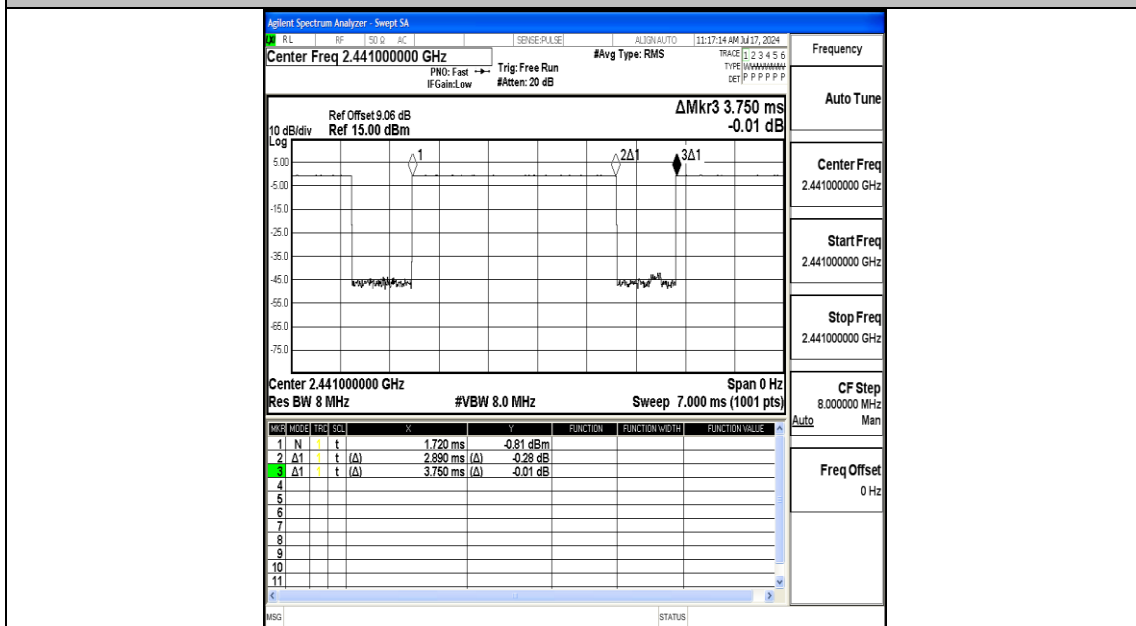 Agilent Spectrum Analyzer - Swept SA
LXI RL RF 50 Ω AC SENSE:PULSE ALIGN AUTO 11:17:14 AM Jul 17, 2024
Center Freq 2.441000000 GHz
PNO: Fast
IFGain:Low
Trig: Free Run
#Atten: 20 dB
#Avg Type: RMS
TRACE 1 2 3 4 5 6
TYPE
DET P P P P P P
ΔMkr3 3.750 ms
-0.01 dB
Ref Offset 9.06 dB
10 dB/div Ref 15.00 dBm
Log
1 2Δ1 3Δ1
5.00
-5.00
-15.0
-25.0
-35.0
-45.0
-55.0
-65.0
-75.0
Center 2.441000000 GHz Span 0 Hz
Res BW 8 MHz #VBW 8.0 MHz Sweep 7.000 ms (1001 pts)
MKR MODE TRC SCL X Y FUNCTION FUNCTION WIDTH FUNCTION VALUE
1 N 1 t 1.720 ms -0.81 dBm
2 Δ1 1 t (Δ) 2.890 ms (Δ) -0.28 dB
3 Δ1 1 t (Δ) 3.750 ms (Δ) -0.01 dB
4
5
6
7
8
9
10
11
MSG STATUS
Frequency
Auto Tune
Center Freq
2.441000000 GHz
Start Freq
2.441000000 GHz
Stop Freq
2.441000000 GHz
CF Step
8.000000 MHz
Auto Man
Freq Offset
0 Hz